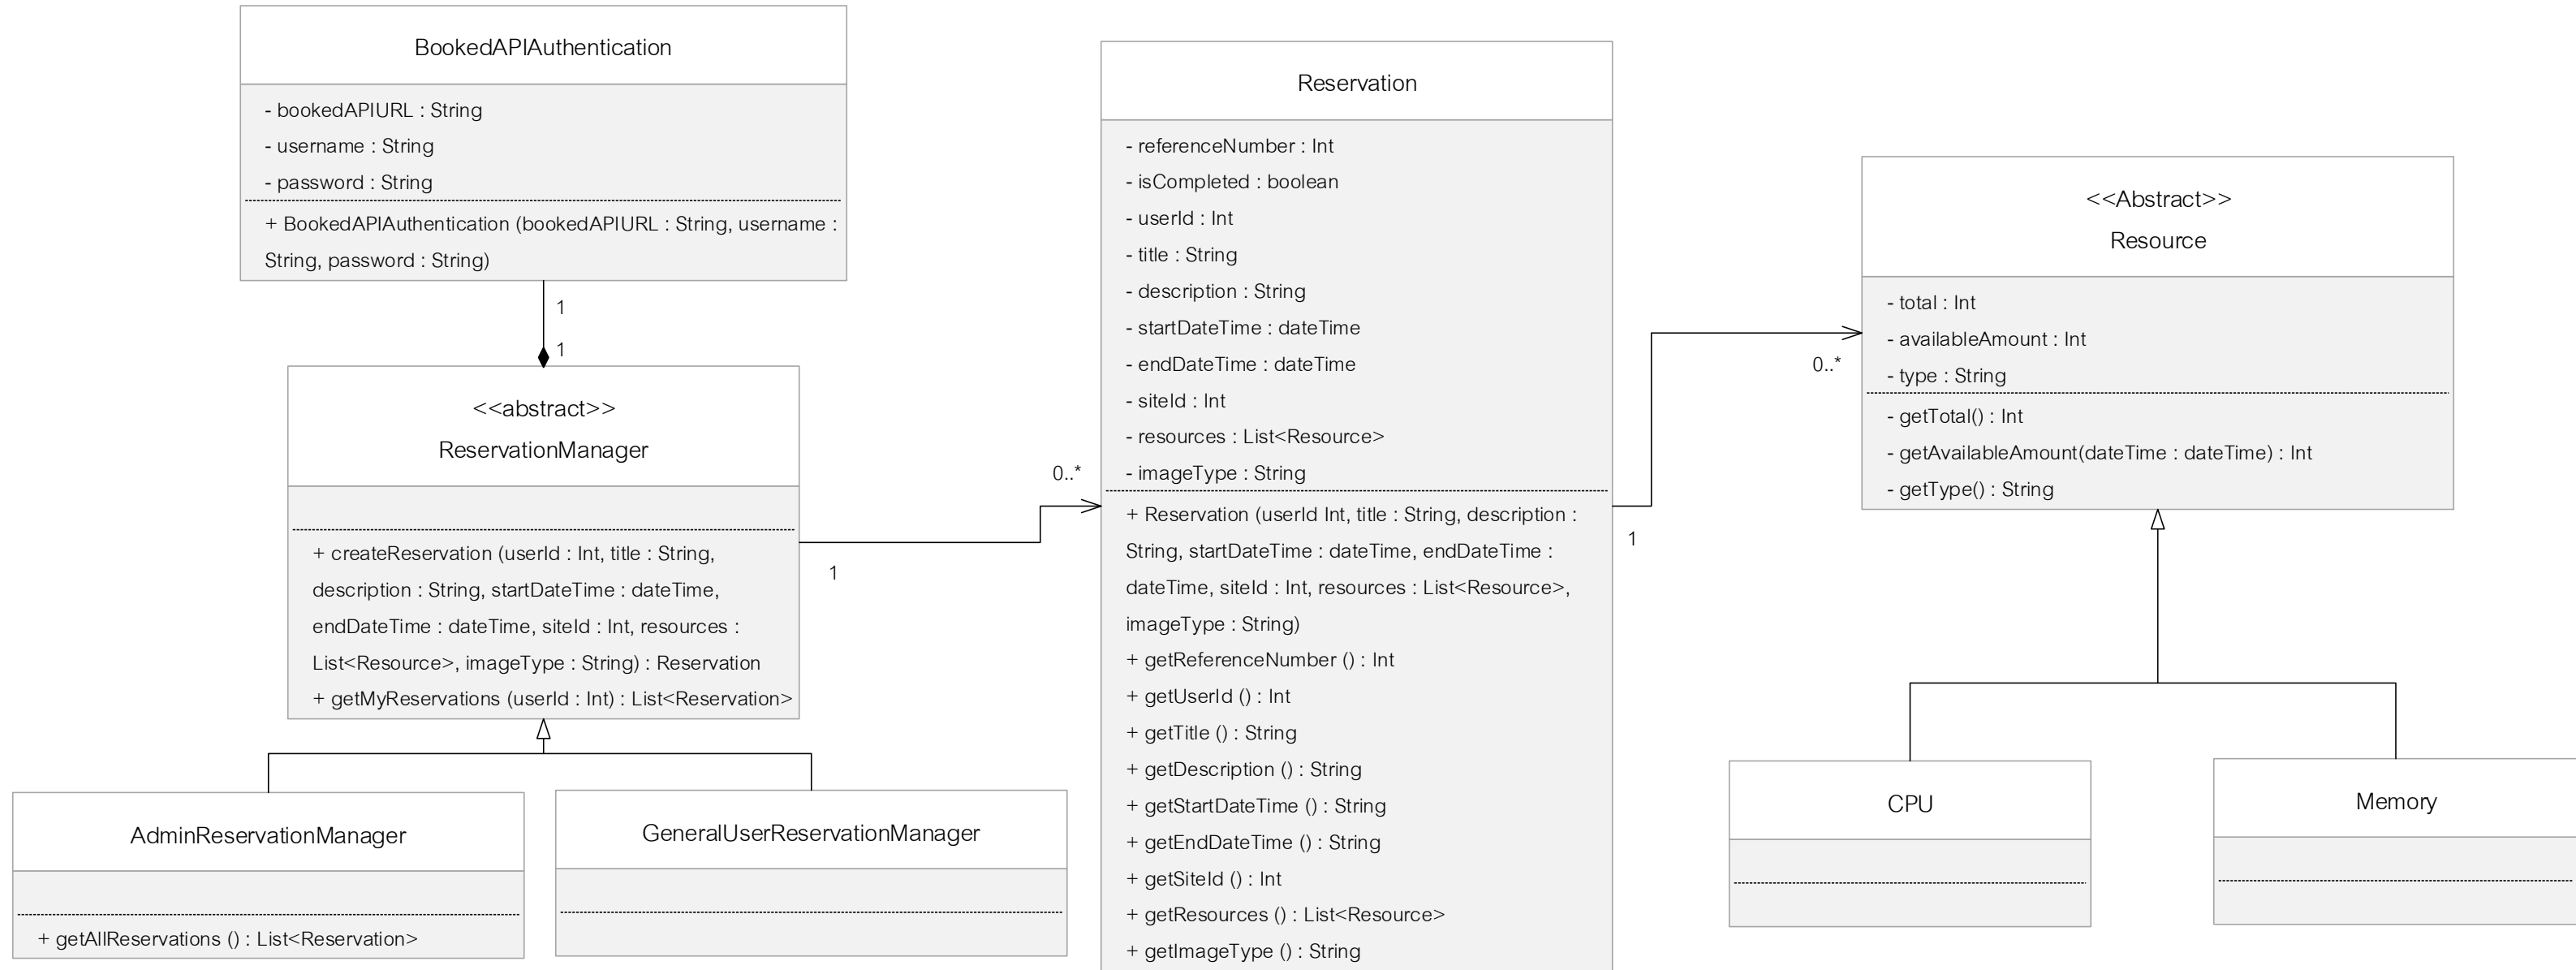 BookedAPIAuthentication
- bookedAPIURL : String
- username : String
- password : String
+ BookedAPIAuthentication (bookedAPIURL : String, username :
String, password : String)
1
1
<<abstract>>
ReservationManager
+ createReservation (userId : Int, title : String,
description : String, startDateTime : dateTime,
endDateTime : dateTime, siteId : Int, resources :
List<Resource>, imageType : String) : Reservation
+ getMyReservations (userId : Int) : List<Reservation>
1
0..*
AdminReservationManager
+ getAllReservations () : List<Reservation>
GeneralUserReservationManager
Reservation
- referenceNumber : Int
- isCompleted : boolean
- userId : Int
- title : String
- description : String
- startDateTime : dateTime
- endDateTime : dateTime
- siteId : Int
- resources : List<Resource>
- imageType : String
+ Reservation (userId Int, title : String, description :
String, startDateTime : dateTime, endDateTime :
dateTime, siteId : Int, resources : List<Resource>,
imageType : String)
+ getReferenceNumber () : Int
+ getUserId () : Int
+ getTitle () : String
+ getDescription () : String
+ getStartDateTime () : String
+ getEndDateTime () : String
+ getSiteId () : Int
+ getResources () : List<Resource>
+ getImageType () : String
1
0..*
<<Abstract>>
Resource
- total : Int
- availableAmount : Int
- type : String
- getTotal() : Int
- getAvailableAmount(dateTime : dateTime) : Int
- getType() : String
CPU
Memory